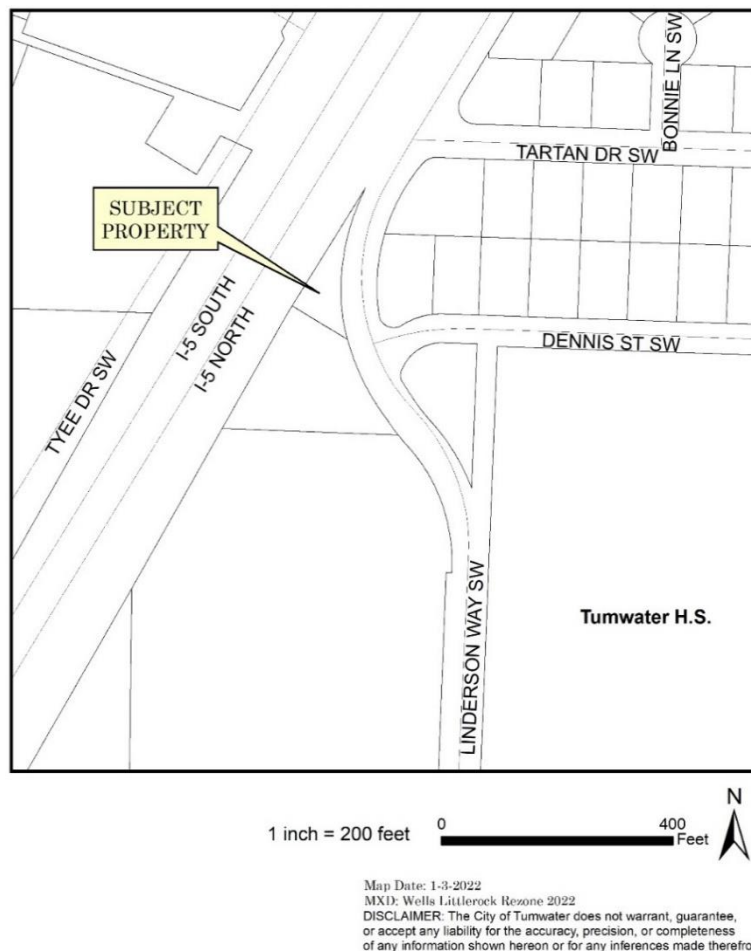 BONNIE LN SW
TARTAN DR SW
SUBJECT
PROPERTY
I-5 SOUTH
I-5 NORTH
TYEE DR SW
DENNIS ST SW
Tumwater H.S.
LINDERSON WAY SW
N
1 inch = 200 feet
0 400
Feet
Map Date: 1-3-2022
MXD: Wells Littlerock Rezone 2022
DISCLAIMER: The City of Tumwater does not warrant, guarantee,
or accept any liability for the accuracy, precision, or completeness
of any information shown hereon or for any inferences made therefro